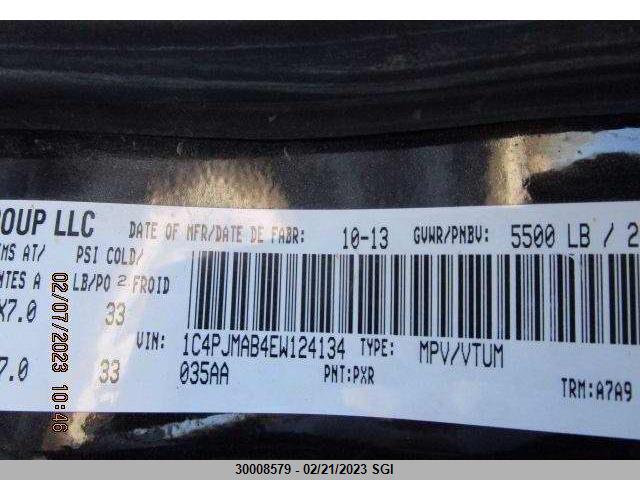 ROUP LLC DATE OF MFR/DATE DE FABR: 10-13 GVWR/PNBV: 5500 LB / 2
MS AT/ PSI COLD/
NTES A LB/PO 2 FROID
X7.0 33
VIN: 1C4PJMAB4EW124134 TYPE: MPV/VTUM
7.0 33 035AA PNT:PXR TRM:A7A9
02/07/2023 10:46
30008579 - 02/21/2023 SGI